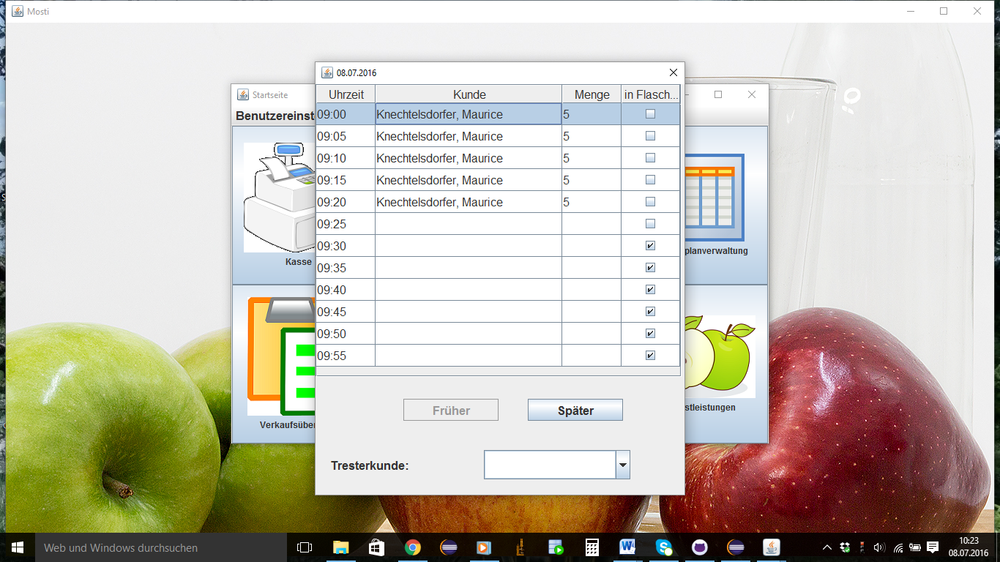 Mosti
08.07.2016
Startseite
Uhrzeit Kunde Menge in Flasch...
Benutzereinst
09:00 Knechtelsdorfer, Maurice 5
09:05 Knechtelsdorfer, Maurice 5
09:10 Knechtelsdorfer, Maurice 5
09:15 Knechtelsdorfer, Maurice 5
09:20 Knechtelsdorfer, Maurice 5
09:25
09:30
09:35
09:40
09:45
09:50
09:55
Kasse
planverwaltung
Früher Später
Verkaufsüber
stleistungen
Tresterkunde:
Web und Windows durchsuchen
10:23
08.07.2016